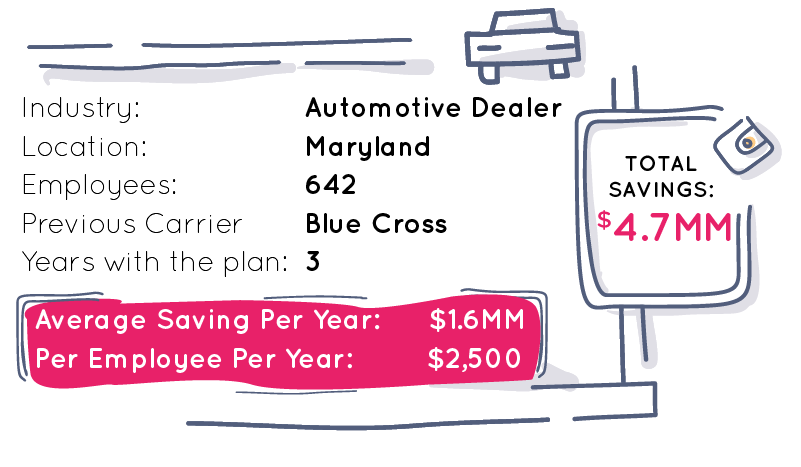 Industry: Automotive Dealer
Location: Maryland
Employees: 642
Previous Carrier Blue Cross
Years with the plan: 3
Average Saving Per Year: $1.6MM
Per Employee Per Year: $2,500
TOTAL
SAVINGS:
$4.7MM